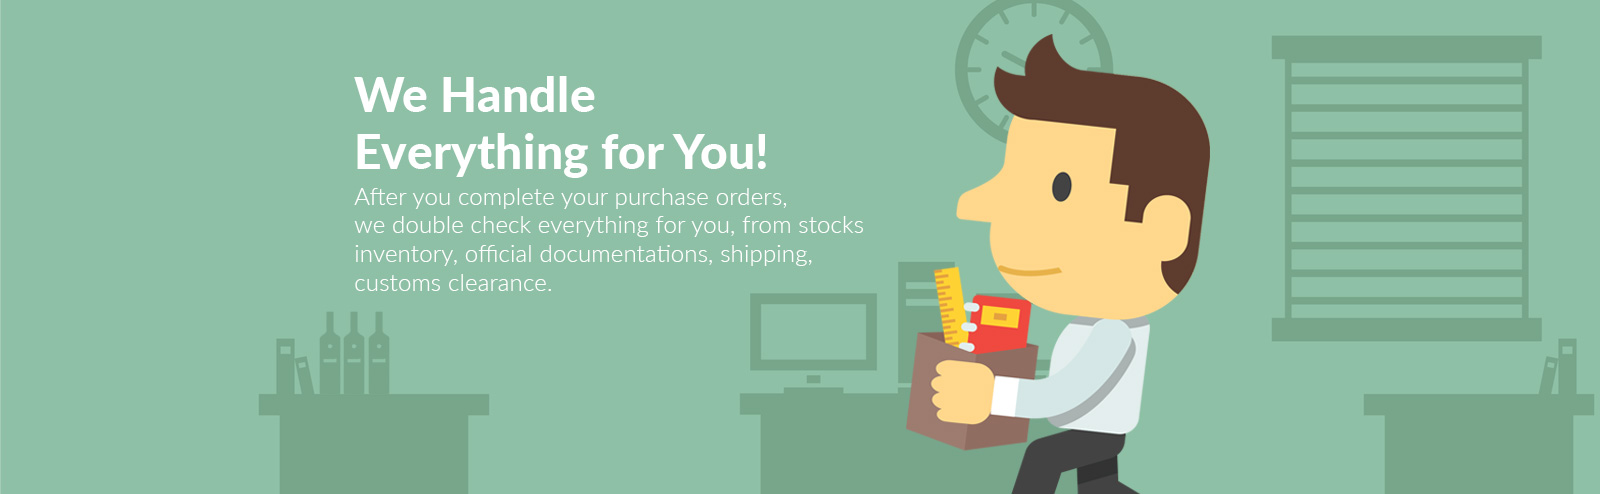 We Handle
Everything for You!
After you complete your purchase orders,
we double check everything for you, from stocks
inventory, official documentations, shipping,
customs clearance.